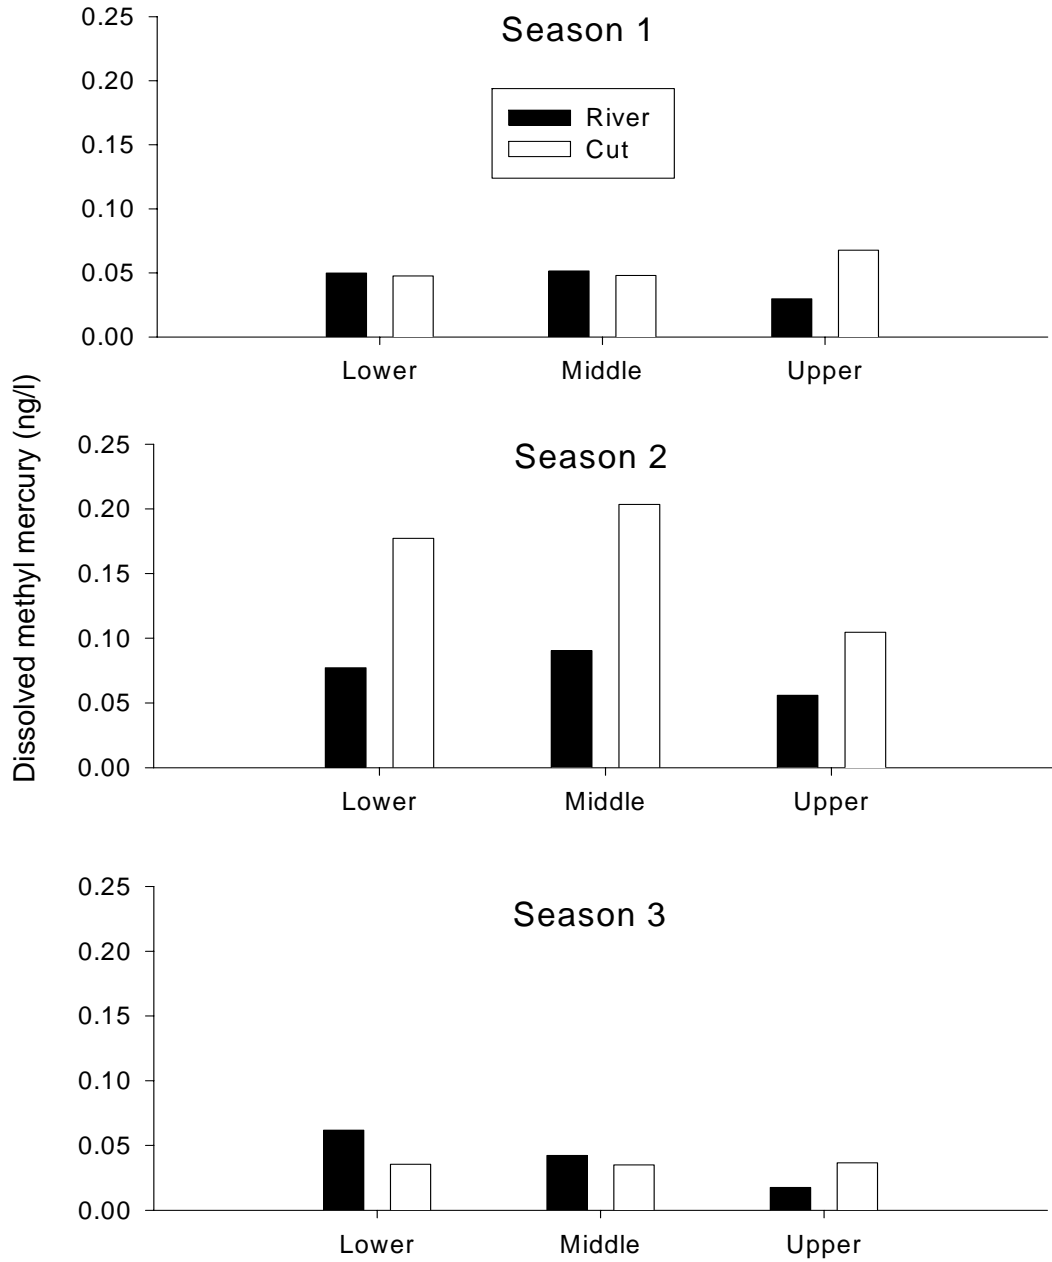 Dissolved methyl mercury (ng/l)
Season 1
0.25
0.20
0.15
0.10
0.05
0.00
River
Cut
Lower Middle Upper
Season 2
0.25
0.20
0.15
0.10
0.05
0.00
Lower Middle Upper
Season 3
0.25
0.20
0.15
0.10
0.05
0.00
Lower Middle Upper